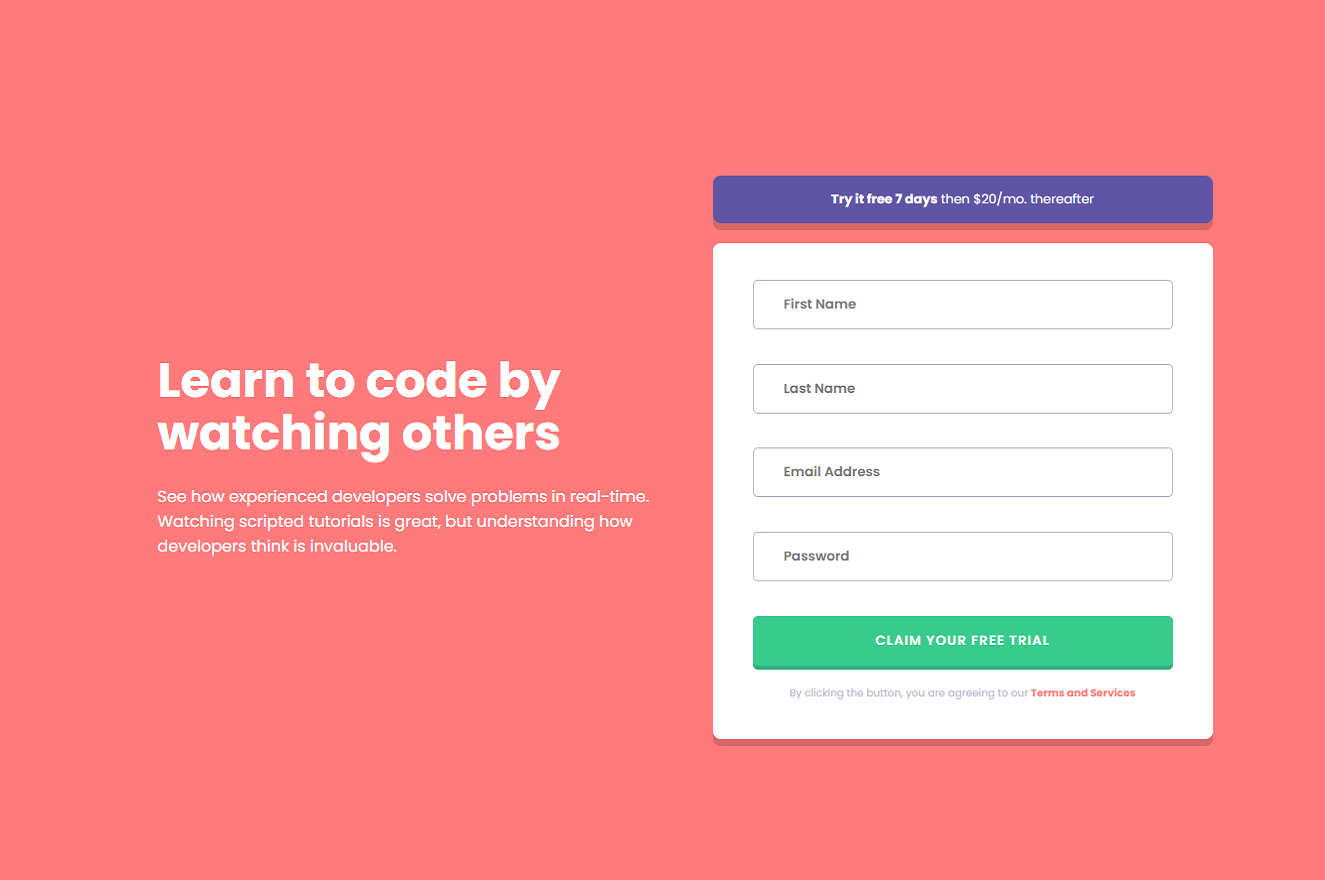 Learn to code by
watching others
See how experienced developers solve problems in real-time.
Watching scripted tutorials is great, but understanding how
developers think is invaluable.
Try it free 7 days then $20/mo. thereafter
First Name
Last Name
Email Address
Password
CLAIM YOUR FREE TRIAL
By clicking the button, you are agreeing to our Terms and Services